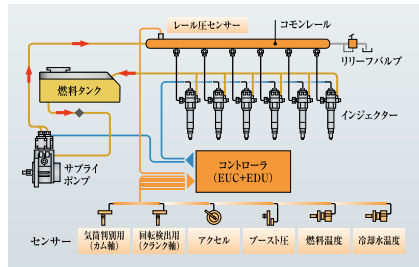 レール圧センサー
コモンレール
リリーフバルブ
燃料タンク
インジェクター
サプライ
ポンプ
コントローラ
(EUC+EDU)
センサー
気筒判別用
(カム軸)
回転検出用
(クランク軸)
アクセル
ブースト圧
燃料温度
冷却水温度